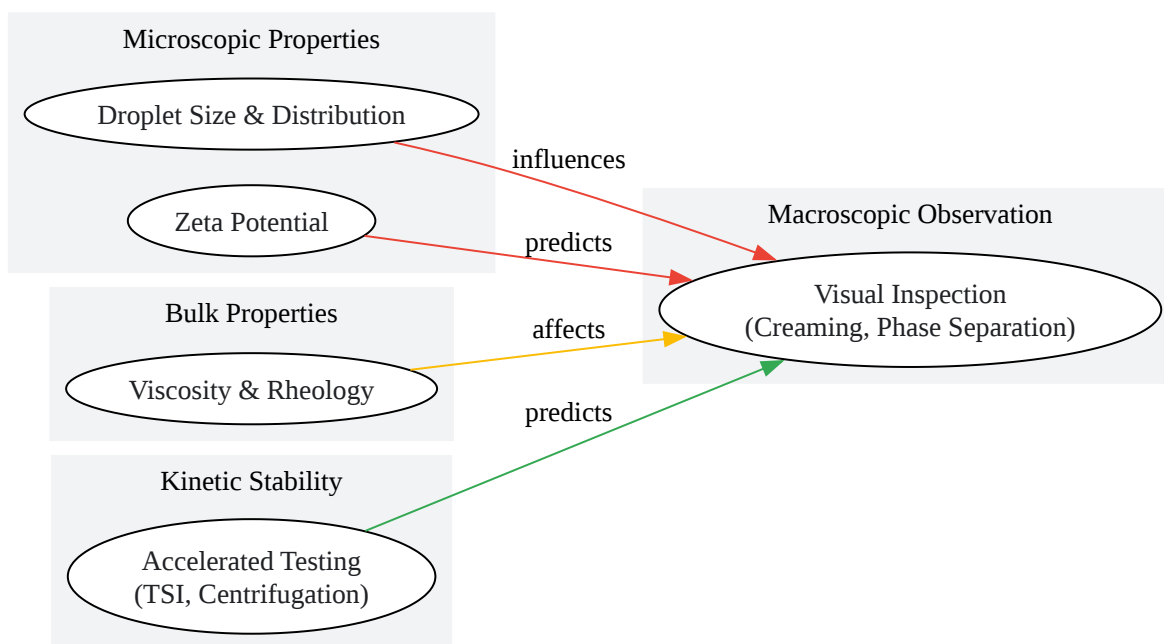 Microscopic Properties
Droplet Size & Distribution
influences
Zeta Potential
predicts
Macroscopic Observation
Visual Inspection
(Creaming, Phase Separation)
Bulk Properties
affects
Viscosity & Rheology
predicts
Kinetic Stability
Accelerated Testing
(TSI, Centrifugation)